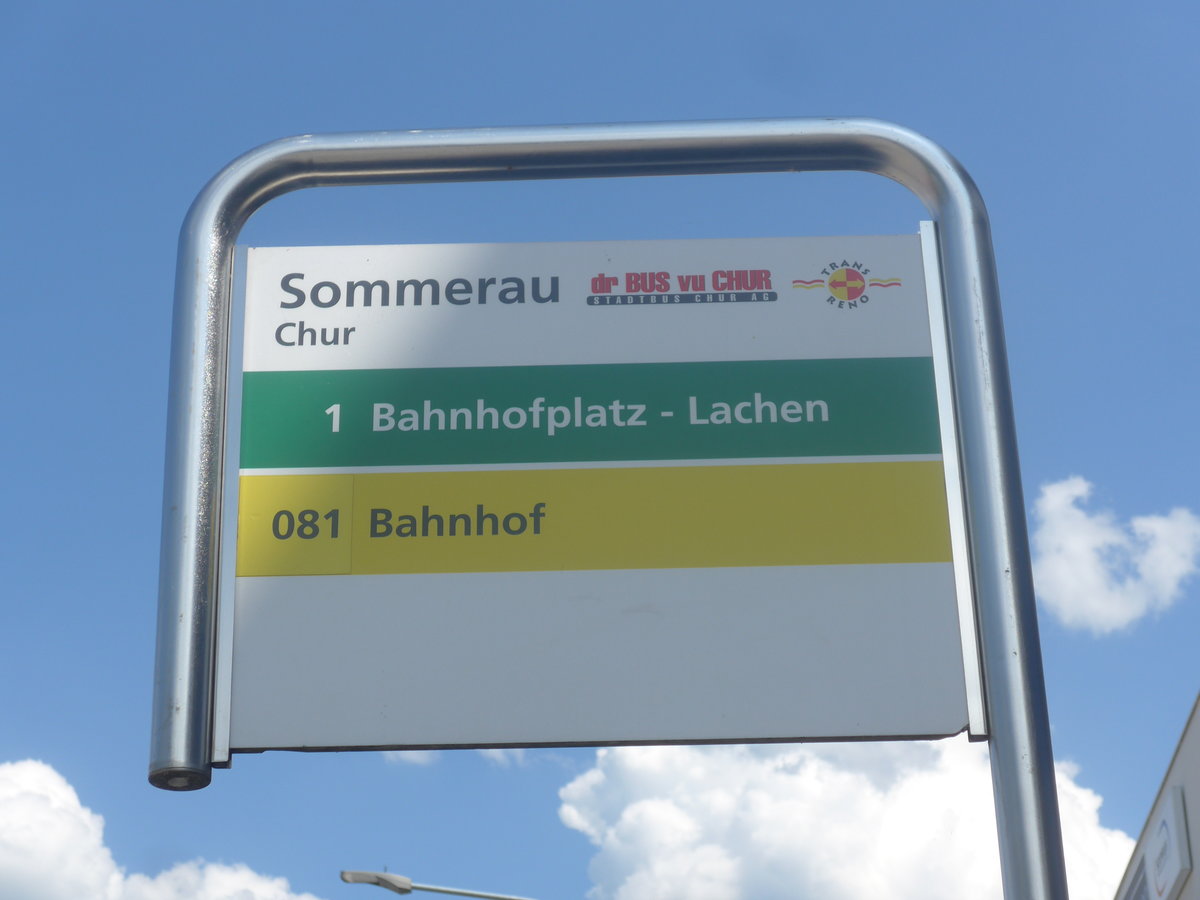 Sommerau
Chur
dr BUS vu CHUR
STADTBUS CHUR AG
TRANS
RENO
1 Bahnhofplatz - Lachen
081 Bahnhof